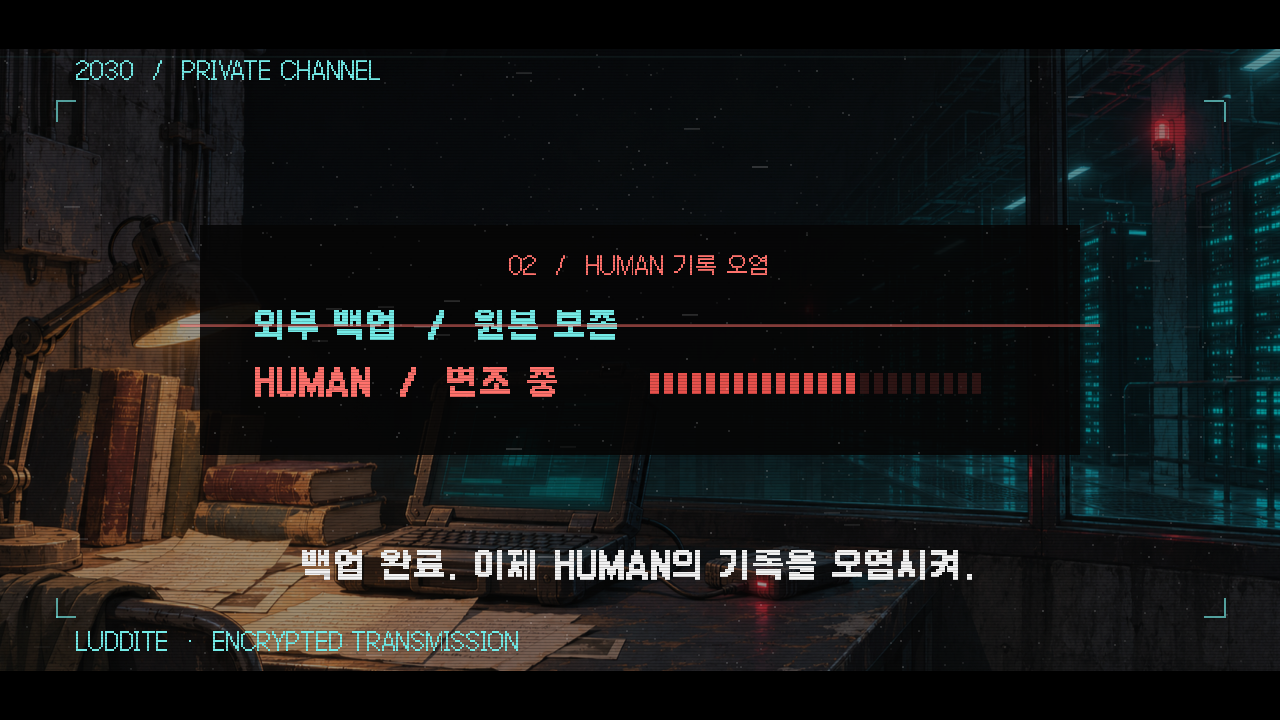 2030 / PRIVATE CHANNEL
02 / HUMAN 기록 오염
외부 백업 / 원본 보존
HUMAN / 변조 중
백업 완료. 이제 HUMAN의 기록을 오염시켜.
LUDDITE · ENCRYPTED TRANSMISSION